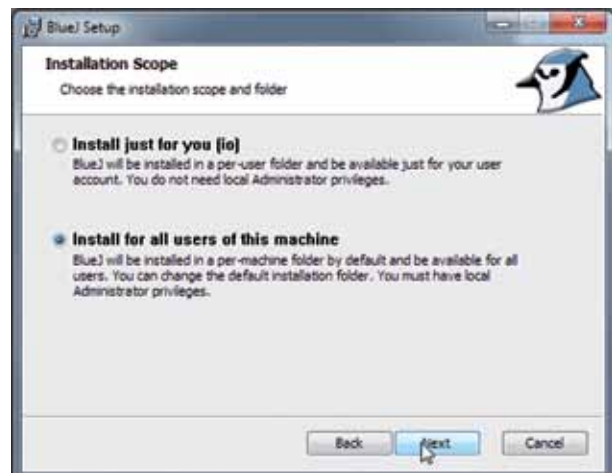 BlueJ Setup
Installation Scope
Choose the installation scope and folder
Install just for you (io)
BlueJ will be installed in a per-user folder and be available just for your user
account. You do not need local Administrator privileges.
Install for all users of this machine
BlueJ will be installed in a per-machine folder by default and be available for all
users. You can change the default installation folder. You must have local
Administrator privileges.
Back
Next
Cancel